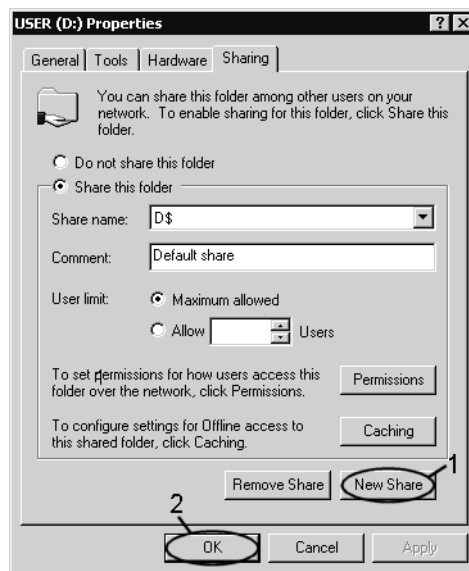 USER (D:) Properties
General Tools Hardware Sharing
You can share this folder among other users on your
network. To enable sharing for this folder, click Share this
folder.
Do not share this folder
Share this folder
Share name: D$
Comment: Default share
User limit: Maximum allowed
Allow Users
To set permissions for how users access this
folder over the network, click Permissions.
Permissions
To configure settings for Offline access to
this shared folder, click Caching.
Caching
1
Remove Share New Share
2
OK Cancel Apply